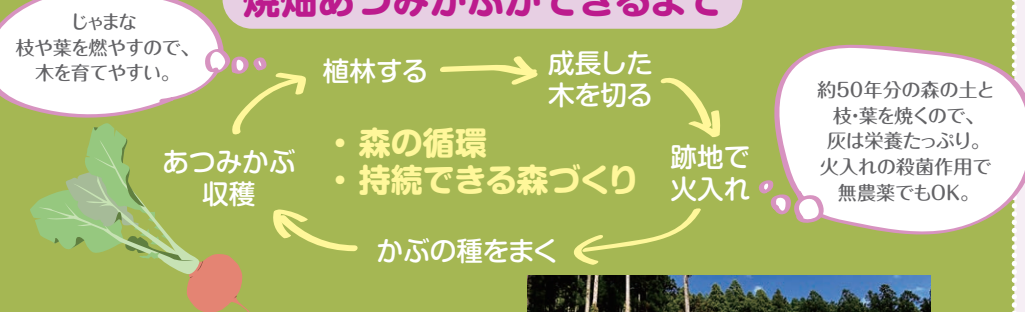 焼畑あつみかぶができるまで
じゃまな
枝や葉を燃やすので、
木を育てやすい。
植林する
成長した
木を切る
約50年分の森の土と
枝・葉を焼くので、
灰は栄養たっぷり。
火入れの殺菌作用で
無農薬でもOK。
跡地で
火入れ
かぶの種をまく
あつみかぶ
収穫
・森の循環
・持続できる森づくり